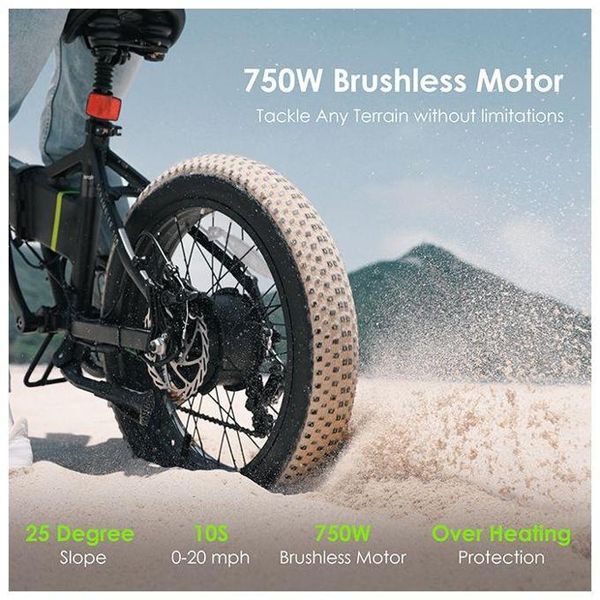 750W Brushless Motor
Tackle Any Terrain without limitations
25 Degree
Slope
10S
0-20 mph
750W
Brushless Motor
Over Heating
Protection